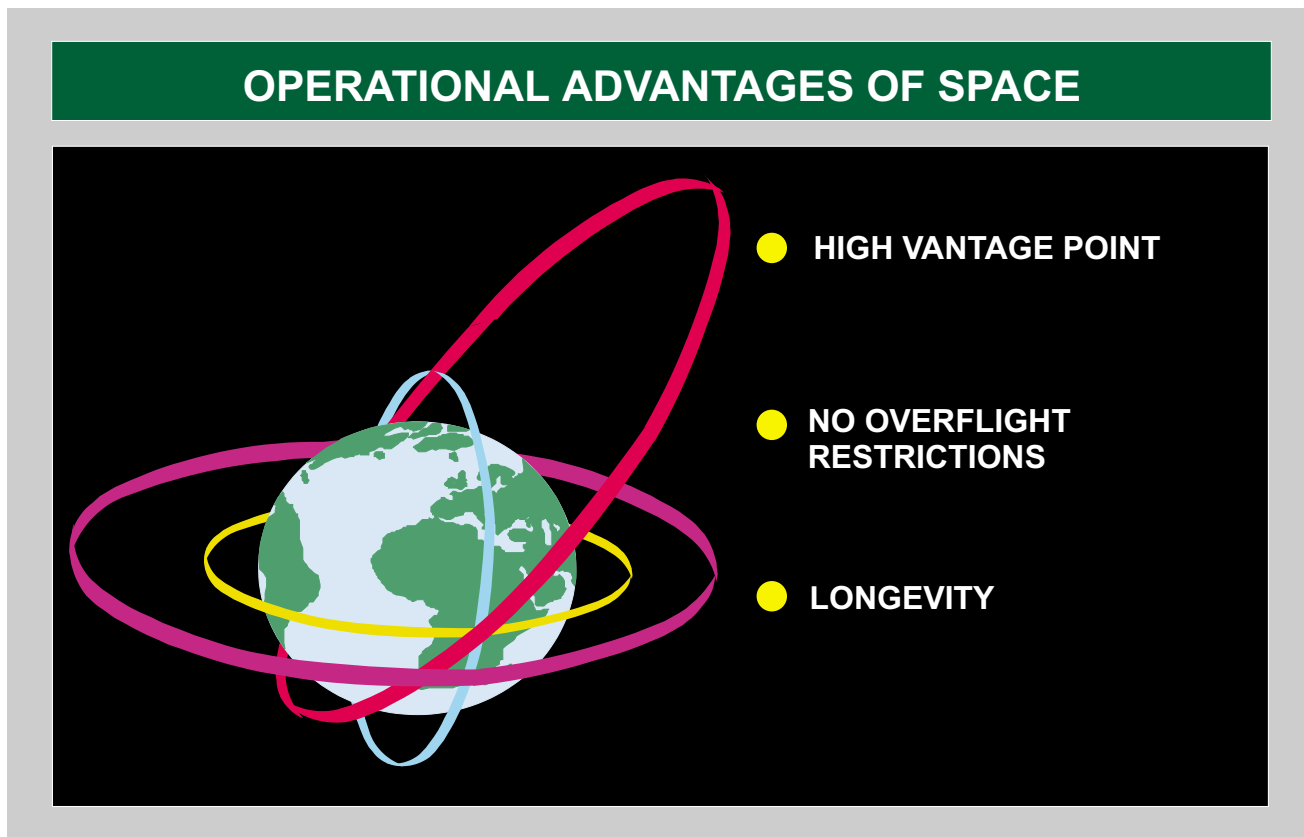 OPERATIONAL ADVANTAGES OF SPACE
HIGH VANTAGE POINT
NO OVERFLIGHT
RESTRICTIONS
LONGEVITY